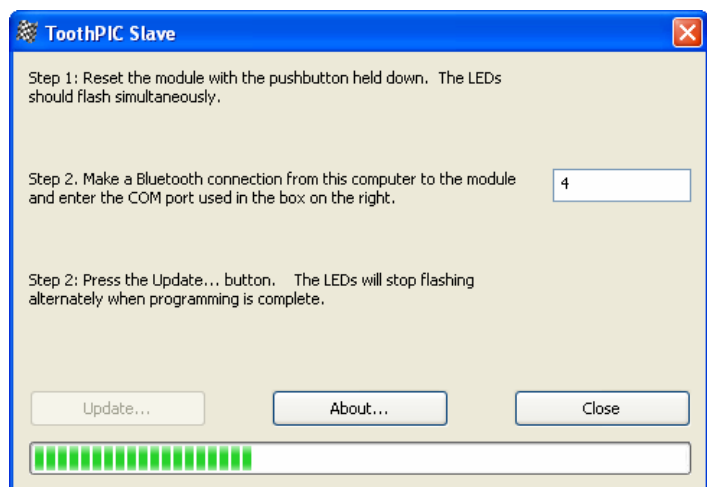 ToothPIC Slave
Step 1: Reset the module with the pushbutton held down. The LEDs
should flash simultaneously.
Step 2. Make a Bluetooth connection from this computer to the module
and enter the COM port used in the box on the right.
4
Step 2: Press the Update... button. The LEDs will stop flashing
alternately when programming is complete.
Update...
About...
Close